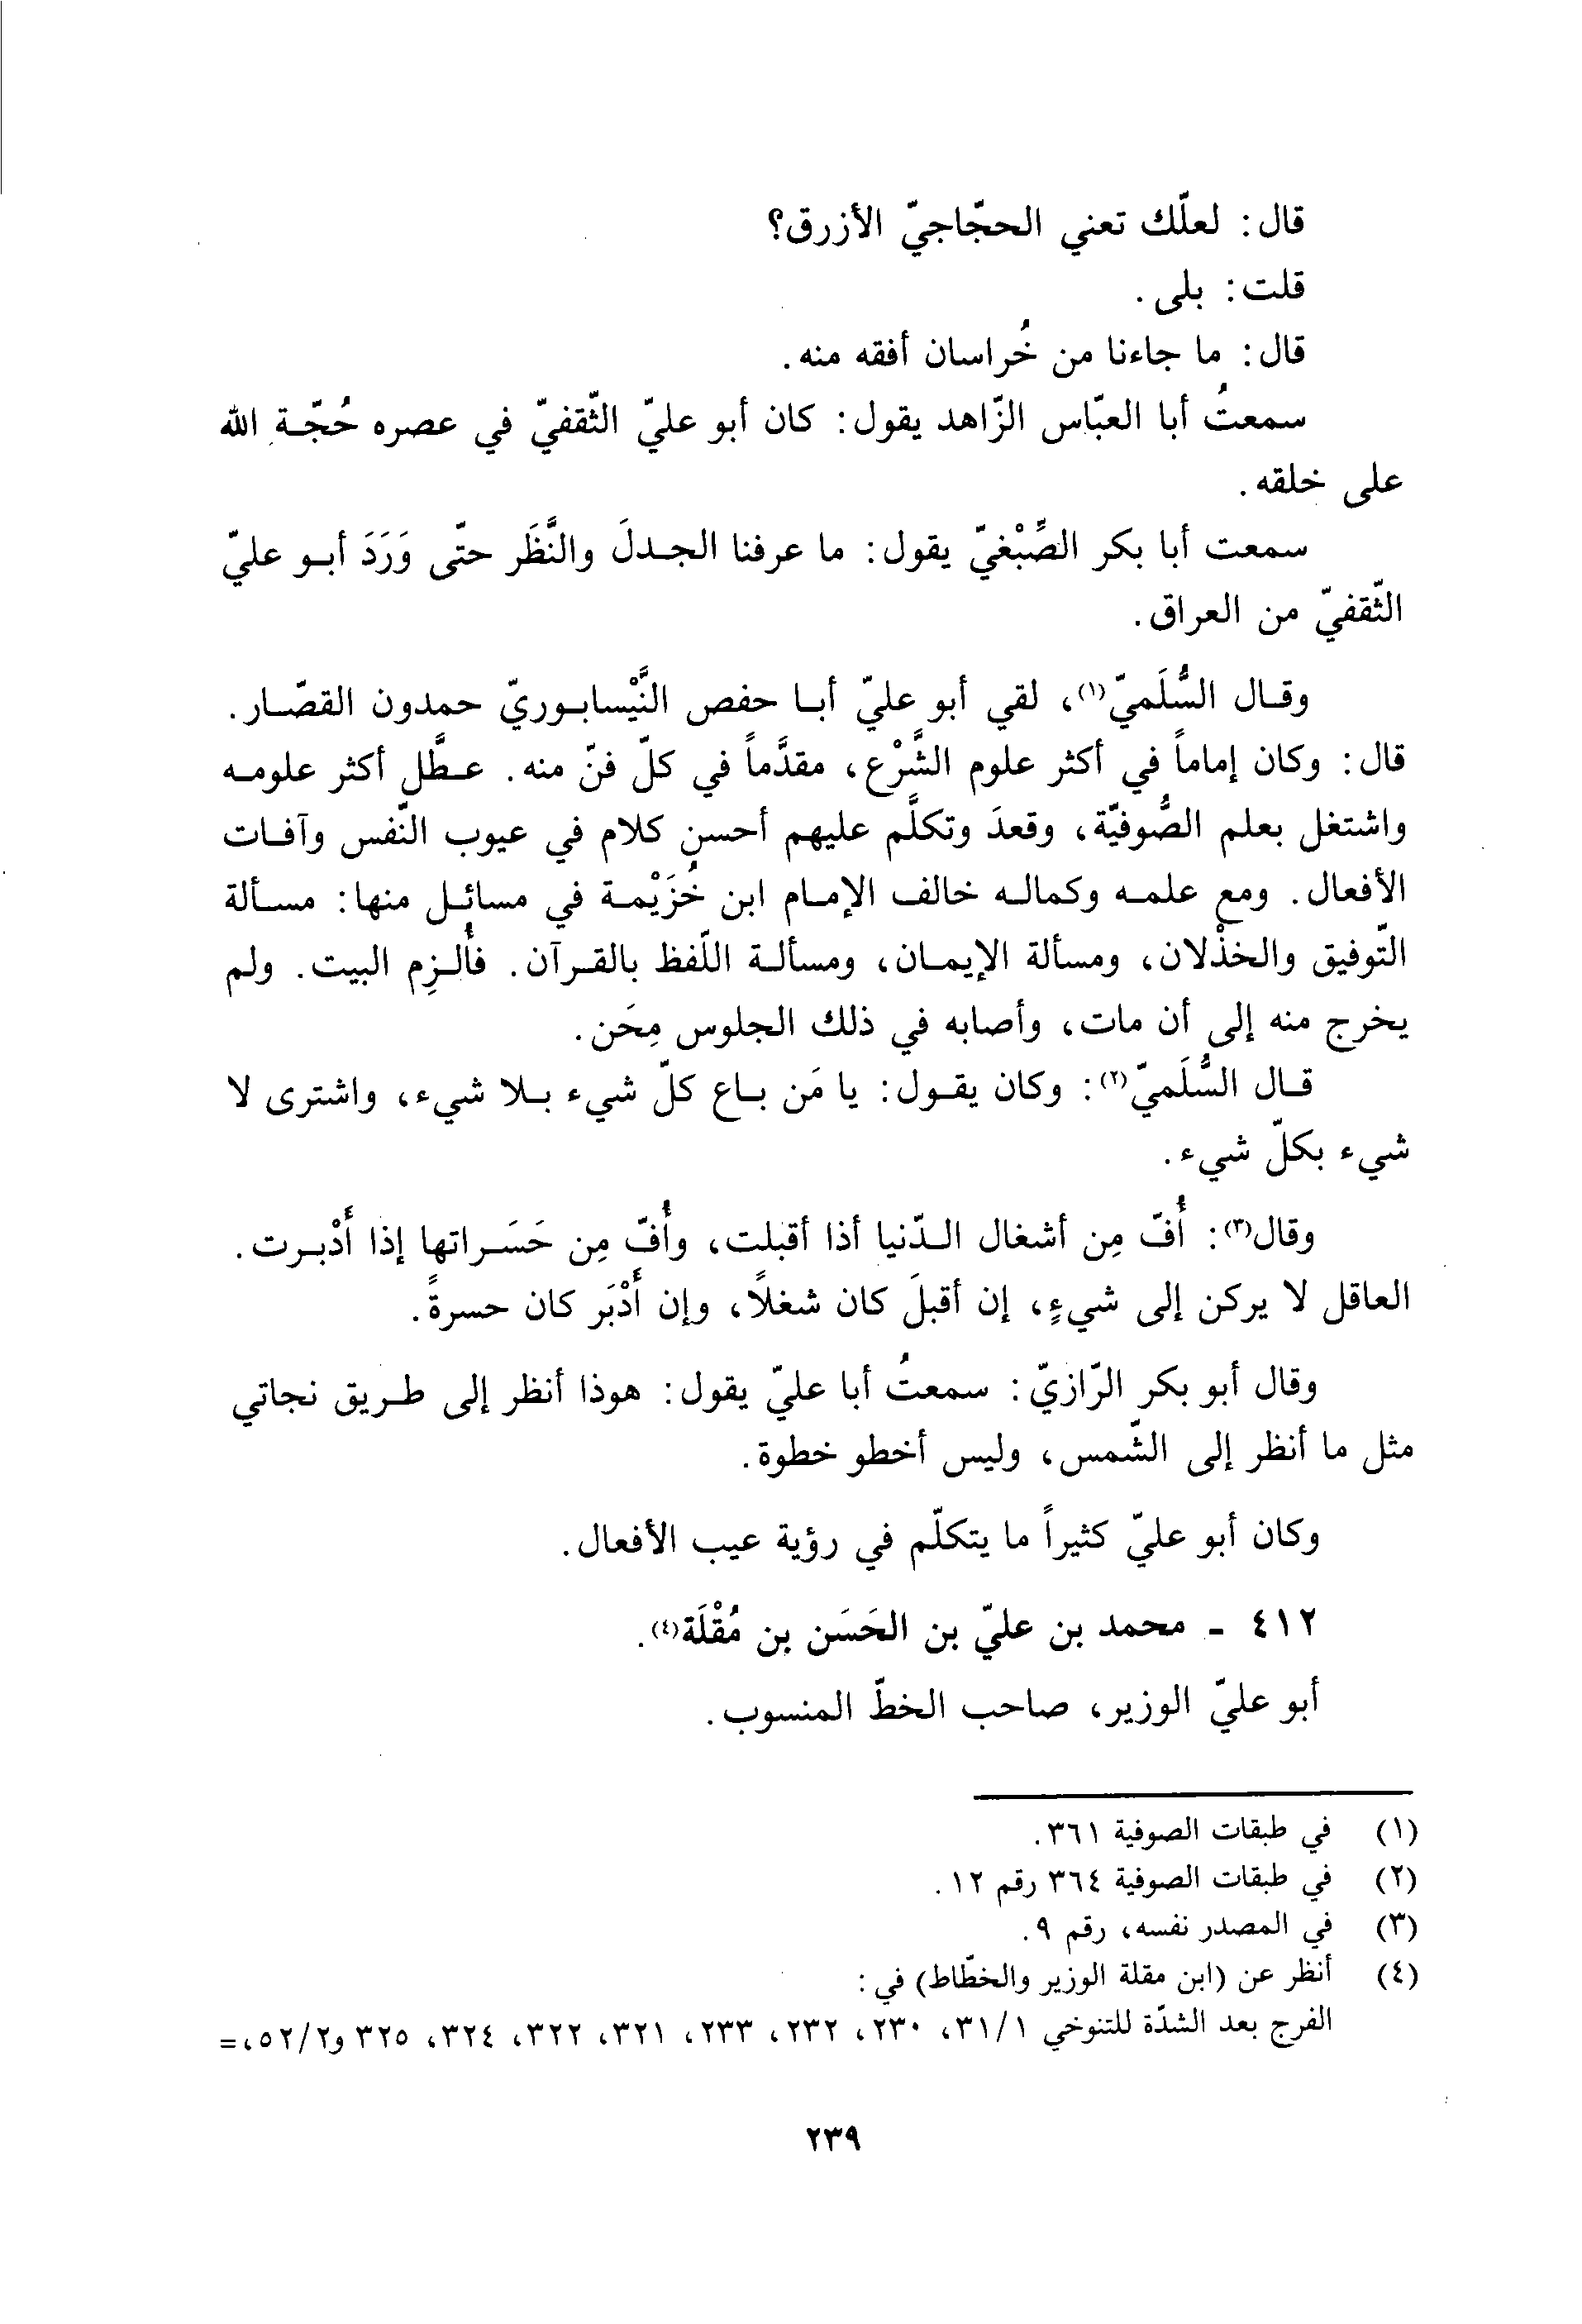 قال: لعلّك تعني الحجّاجيّ الأزرق؟
قلت: بلى.
قال: ما جاءنا من خُراسان أفقه منه.
سمعتُ أبا العبّاس الزّاهد يقول: كان أبو عليّ الثّقفيّ في عصره حُجّة الله
على خلقه.
سمعت أبا بكر الصِّبْغيّ يقول: ما عرفنا الجدلَ والنَّظَر حتّى وَرَدَ أبو عليّ
الثّقفيّ من العراق.
وقال السُّلَميّ(١)، لقي أبو عليّ أبا حفص النَّيْسابوريّ حمدون القصّار.
قال: وكان إماماً في أكثر علوم الشَّرْع، مقدَّماً في كلّ فنّ منه. عطَّل أكثر علومه
واشتغل بعلم الصُّوفيّة، وقعدَ وتكلَّم عليهم أحسن كلام في عيوب النّفس وآفات
الأفعال. ومع علمه وكماله خالف الإمام ابن خُزَيْمة في مسائل منها: مسألة
التّوفيق والخذْلان، ومسألة الإيمان، ومسألة اللّفظ بالقرآن. فأُلزِم البيت. ولم
يخرج منه إلى أن مات، وأصابه في ذلك الجلوس مِحَن.
قال السُّلَميّ(٢): وكان يقول: يا مَن باع كلّ شيء بلا شيء، واشترى لا
شيء بكلّ شيء.
وقال(٣): أُفّ مِن أشغال الدّنيا أذا أقبلت، وأُفّ مِن حَسَراتها إذا أَدْبرت.
العاقل لا يركن إلى شيءٍ، إن أقبلَ كان شغلاً، وإن أَدْبَر كان حسرةً.
وقال أبو بكر الرّازيّ: سمعتُ أبا عليّ يقول: هوذا أنظر إلى طريق نجاتي
مثل ما أنظر إلى الشّمس، وليس أخطو خطوة.
وكان أبو عليّ كثيراً ما يتكلّم في رؤية عيب الأفعال.
٤١٢ - محمد بن عليّ بن الحَسَن بن مُقْلَة(٤).
أبو عليّ الوزير، صاحب الخطّ المنسوب.
(١) في طبقات الصوفية ٣٦١.
(٢) في طبقات الصوفية ٣٦٤ رقم ١٢.
(٣) في المصدر نفسه، رقم ٩.
(٤) أنظر عن (ابن مقلة الوزير والخطّاط) في:
الفرج بعد الشدّة للتنوخي ٣١/١، ٢٣٠، ٢٣٢، ٢٣٣، ٣٢١، ٣٢٢، ٣٢٤، ٣٢٥ و٥٢/٢، =
٢٣٩